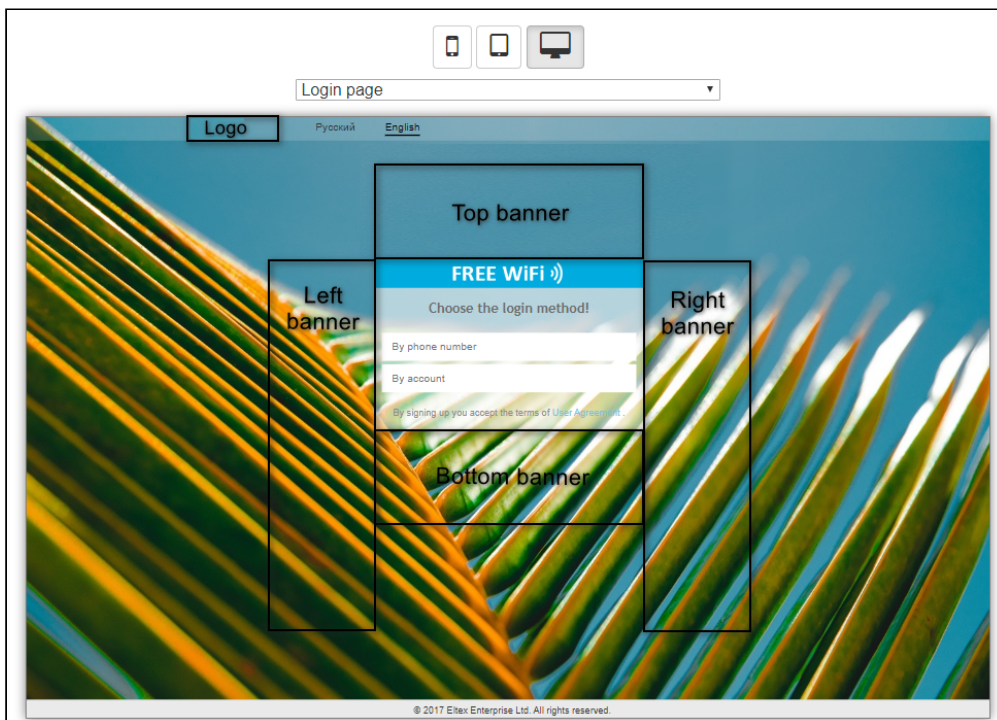 Login page
Logo Русский English
Top banner
FREE WiFi
Left
banner
Choose the login method!
Right
banner
By phone number
By account
By signing up you accept the terms of User Agreement .
Bottom banner
© 2017 Eltex Enterprise Ltd. All rights reserved.